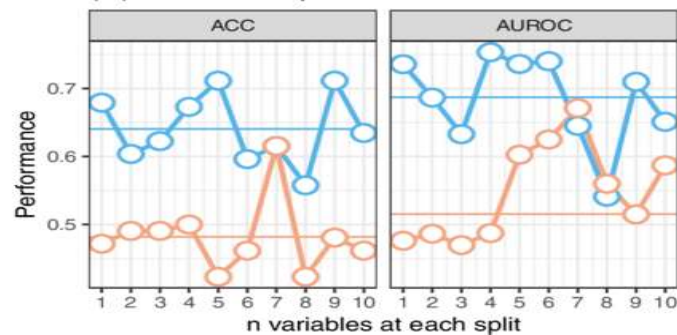 ACC AUROC
Performance
0.7
0.6
0.5
1 2 3 4 5 6 7 8 9 10 1 2 3 4 5 6 7 8 9 10
n variables at each split